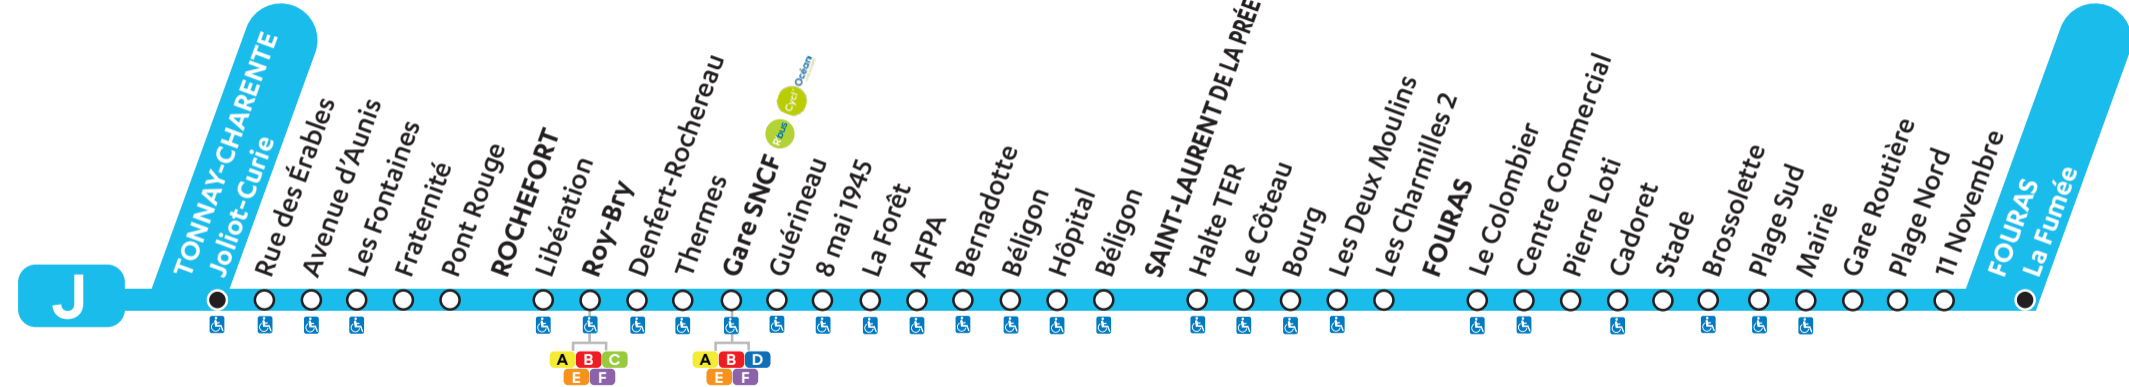 J
TONNAY-CHARENTE
Joliot-Curie
Rue des Érables
Avenue d'Aunis
Les Fontaines
Fraternité
Pont Rouge
ROCHEFORT
Libération
Roy-Bry
A B C
E F
Denfert-Rochereau
Thermes
Gare SNCF
R'bus
Cycl'Océan
A B D
E F
Guérineau
8 mai 1945
La Forêt
AFPA
Bernadotte
Béligon
Hôpital
Béligon
SAINT-LAURENT DE LA PRÉE
Halte TER
Le Côteau
Bourg
Les Deux Moulins
Les Charmilles 2
FOURAS
Le Colombier
Centre Commercial
Pierre Loti
Cadoret
Stade
Brossolette
Plage Sud
Mairie
Gare Routière
Plage Nord
11 Novembre
FOURAS
La Fumée